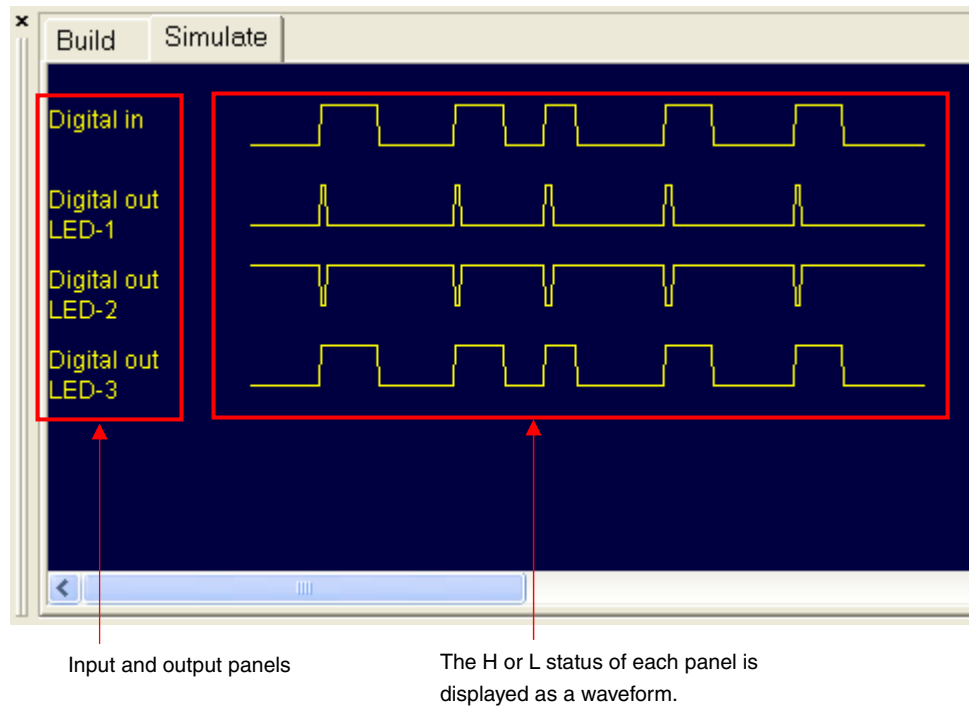 ×
Build Simulate
Digital in
Digital out
LED-1
Digital out
LED-2
Digital out
LED-3
Input and output panels
The H or L status of each panel is
displayed as a waveform.